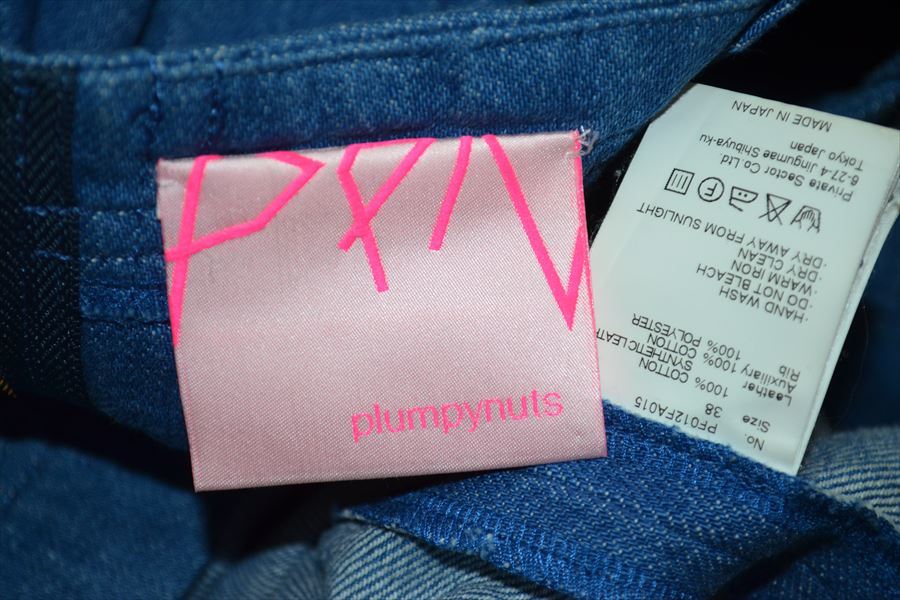 PPN
plumpynuts
No. PF012FA015
Size 38
100% COTTON
Leather SYNTHETICLEATH
Auxiliary 100% COTTON
Rib 100% POLYESTER
·HAND WASH
·DO NOT BLEACH
·WARM IRON
·DRY CLEAN
·DRY AWAY FROM SUNLIGHT
F
Private Sector Co.Ltd
6-27-4 Jingumae Shibuya-ku
Tokyo Japan
MADE IN JAPAN